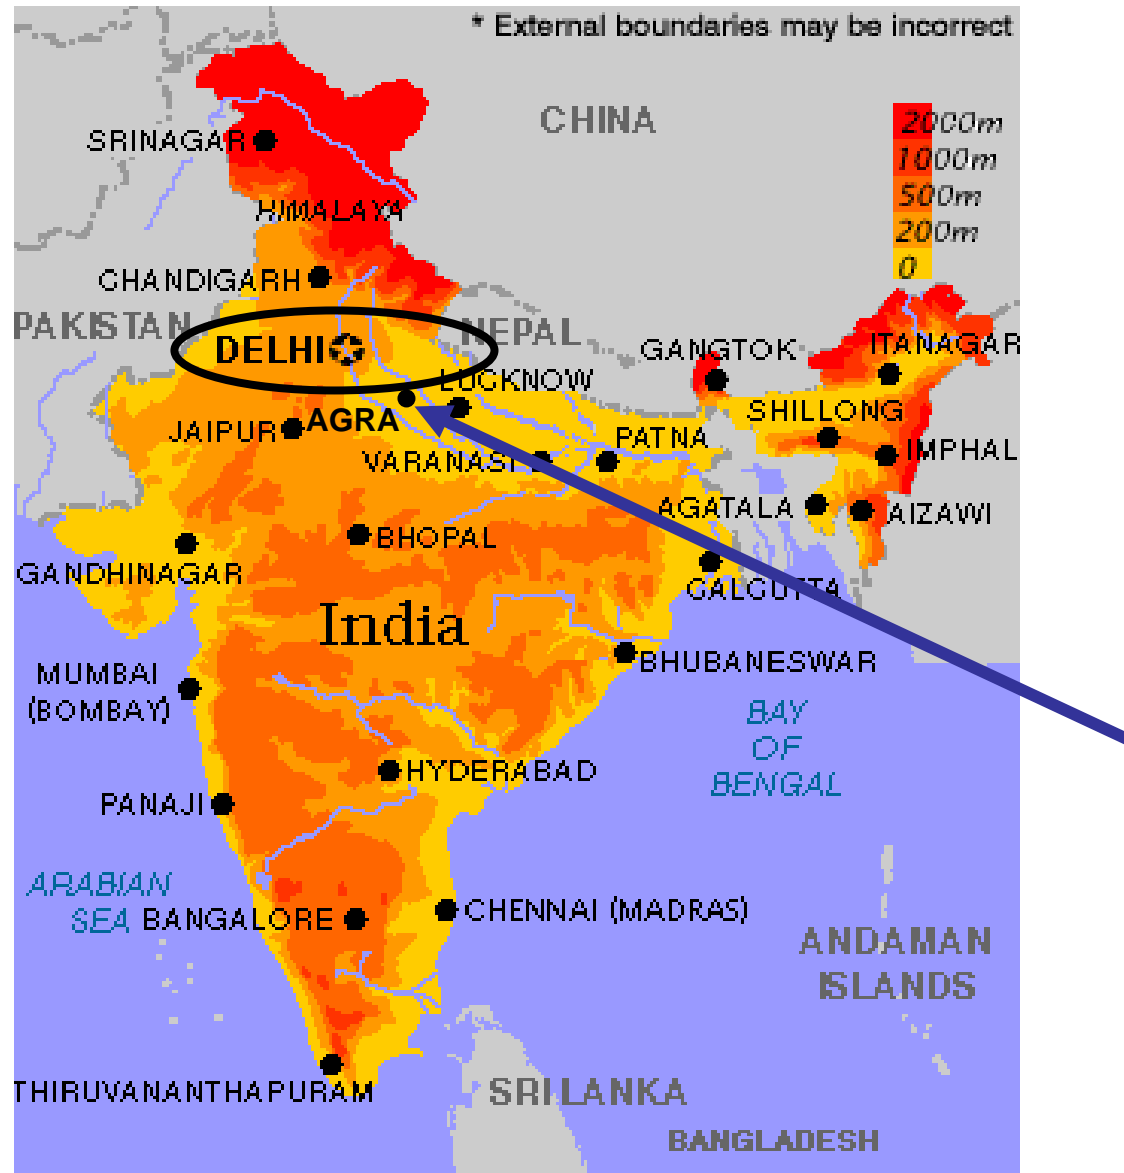 * External boundaries may be incorrect
CHINA
2000m
1000m
500m
200m
0
SRINAGAR
HIMALAYA
CHANDIGARH
PAKISTAN
DELHI
NEPAL
GANGTOK
ITANAGAR
LUCKNOW
SHILLONG
JAIPUR
AGRA
PATNA
VARANASI
IMPHAL
AGATALA
AIZAWI
BHOPAL
GANDHINAGAR
CALCUTTA
India
BHUBANESWAR
MUMBAI
(BOMBAY)
BAY
OF
BENGAL
HYDERABAD
PANAJI
ARABIAN
SEA
BANGALORE
CHENNAI (MADRAS)
ANDAMAN
ISLANDS
THIRUVANANTHAPURAM
SRI LANKA
BANGLADESH